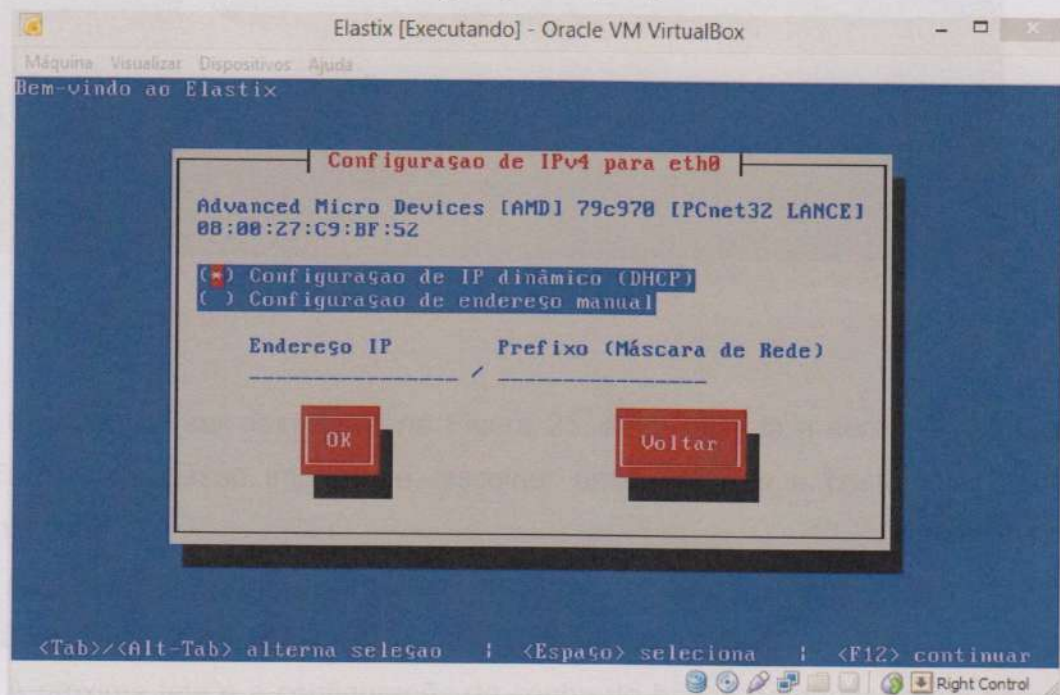 Elastix [Executando] - Oracle VM VirtualBox
Máquina Visualizar Dispositivos Ajuda
Bem-vindo ao Elastix
Configuraçao de IPv4 para eth0
Advanced Micro Devices [AMD] 79c970 [PCnet32 LANCE]
08:00:27:C9:BF:52
(*) Configuraçao de IP dinâmico (DHCP)
( ) Configuraçao de endereço manual
Endereço IP Prefixo (Máscara de Rede)
________________ / ________________
OK Voltar
<Tab>/<Alt-Tab> alterna seleçao | <Espaço> seleciona | <F12> continuar
Right Control